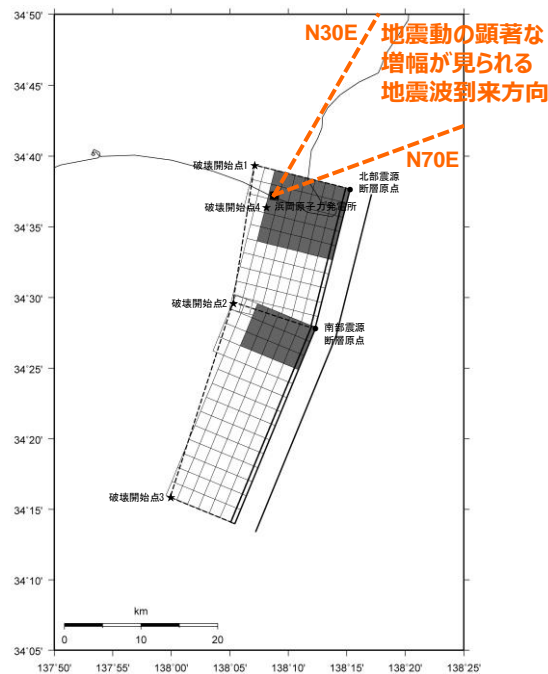 34˚50'
N30E
地震動の顕著な
増幅が見られる
地震波到来方向
34˚45'
34˚40'
N70E
破壊開始点1
北部震源
断層原点
34˚35'
破壊開始点4
浜岡原子力発電所
34˚30'
破壊開始点2
南部震源
断層原点
34˚25'
34˚20'
34˚15'
破壊開始点3
34˚10'
km
0 10 20
34˚05'
137˚50' 137˚55' 138˚00' 138˚05' 138˚10' 138˚15' 138˚20' 138˚25'